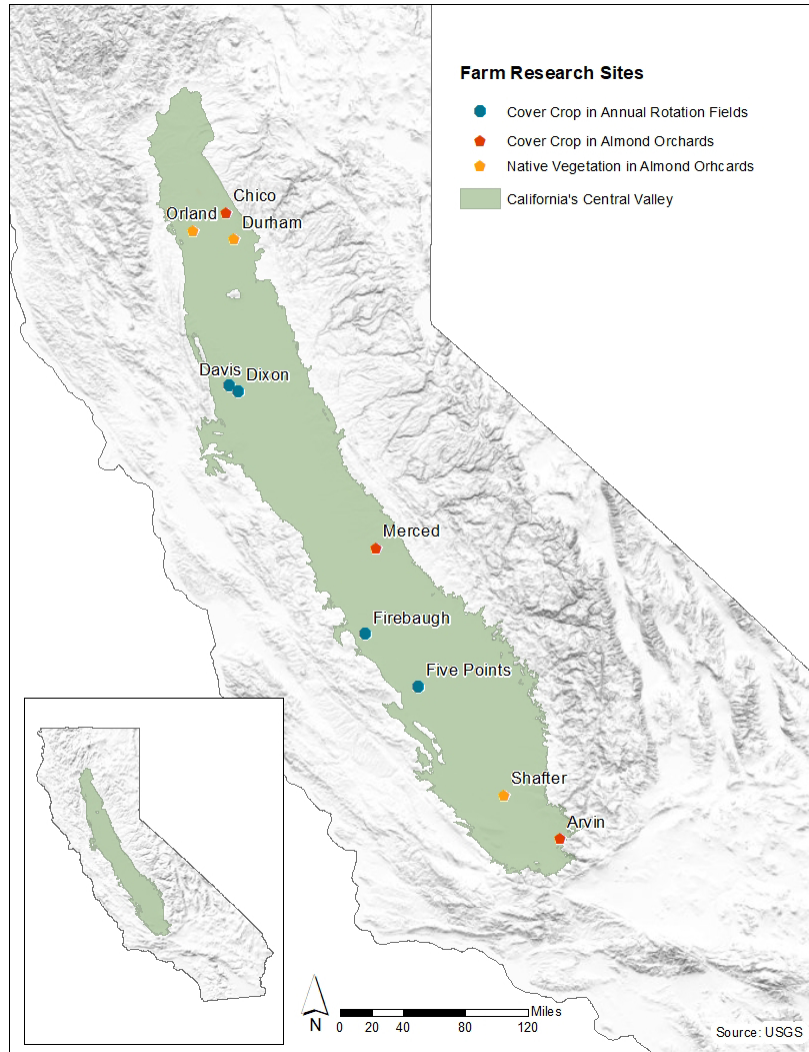 Farm Research Sites
Cover Crop in Annual Rotation Fields
Cover Crop in Almond Orchards
Native Vegetation in Almond Orhcards
California's Central Valley
Chico
Orland
Durham
Davis
Dixon
Merced
Firebaugh
Five Points
Shafter
Arvin
N
Miles
0 20 40 80 120
Source: USGS